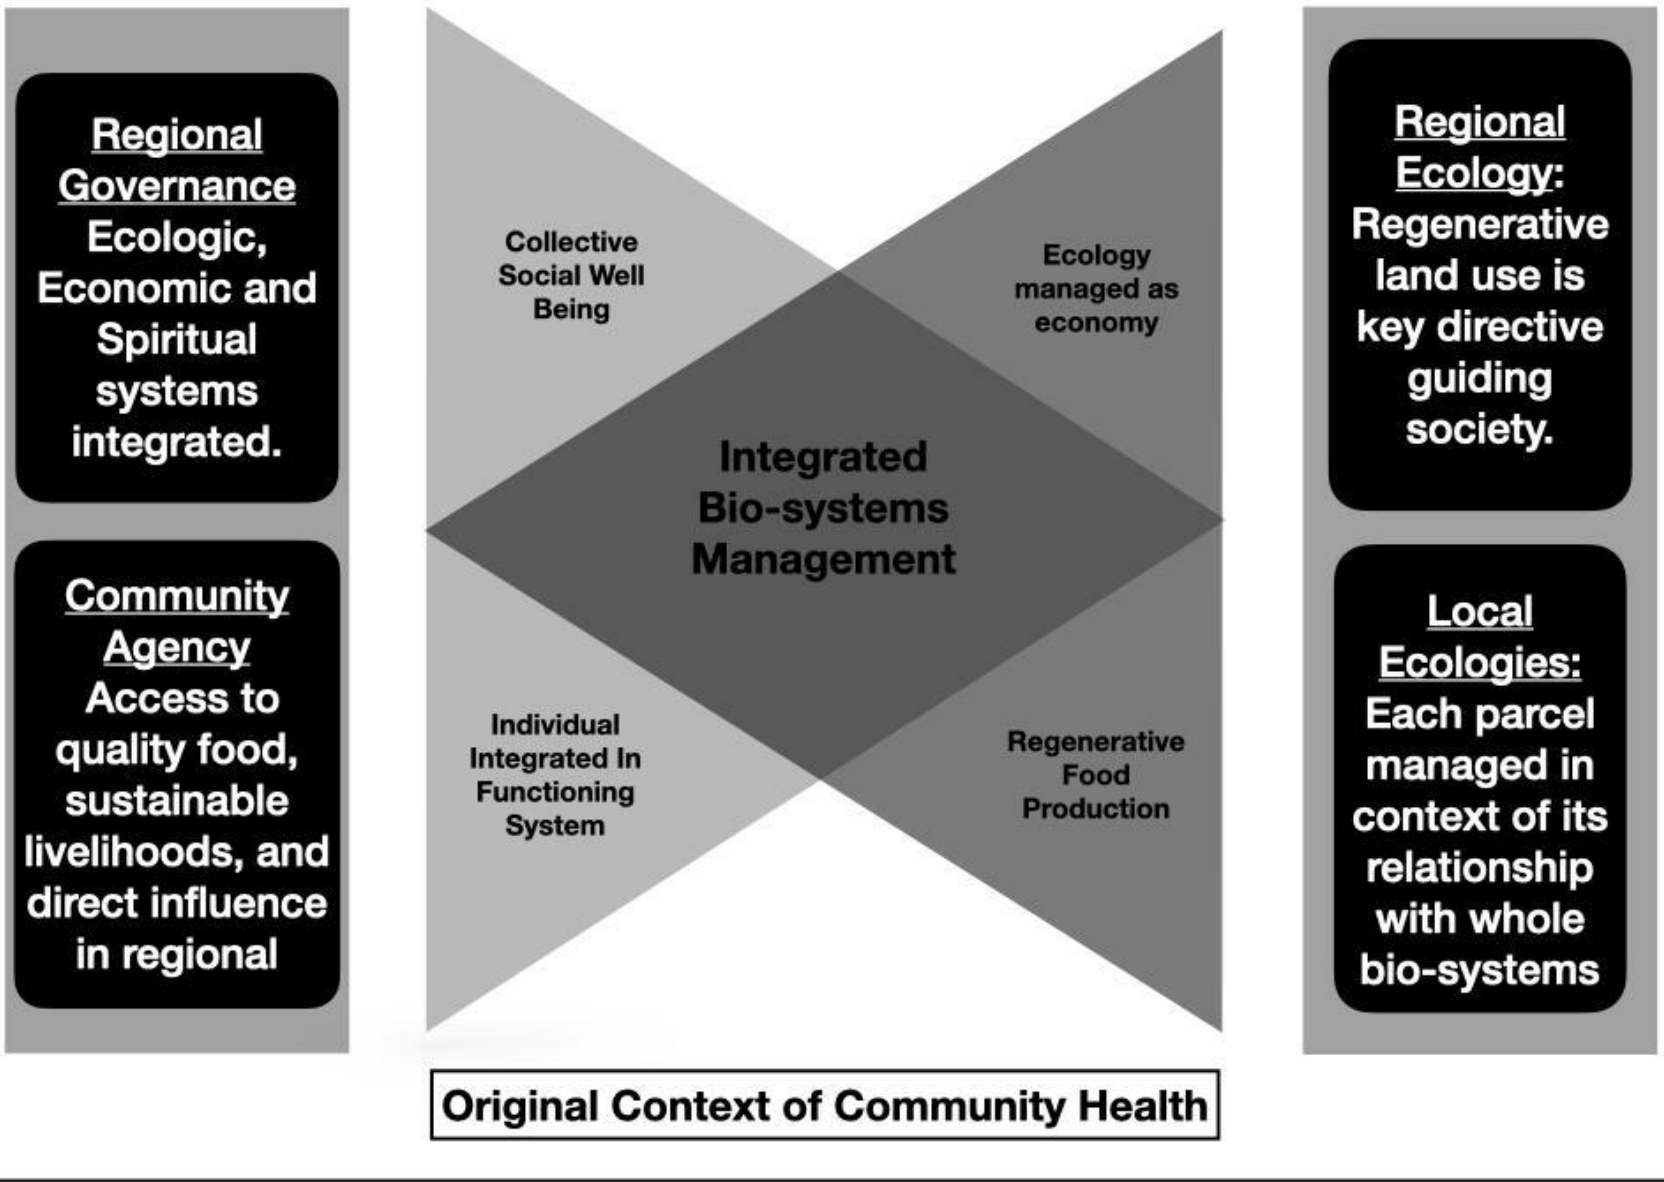 Regional
Governance
Ecologic,
Economic and
Spiritual
systems
integrated.
Community
Agency
Access to
quality food,
sustainable
livelihoods, and
direct influence
in regional
Collective
Social Well
Being
Ecology
managed as
economy
Integrated
Bio-systems
Management
Individual
Integrated In
Functioning
System
Regenerative
Food
Production
Regional
Ecology:
Regenerative
land use is
key directive
guiding
society.
Local
Ecologies:
Each parcel
managed in
context of its
relationship
with whole
bio-systems
Original Context of Community Health